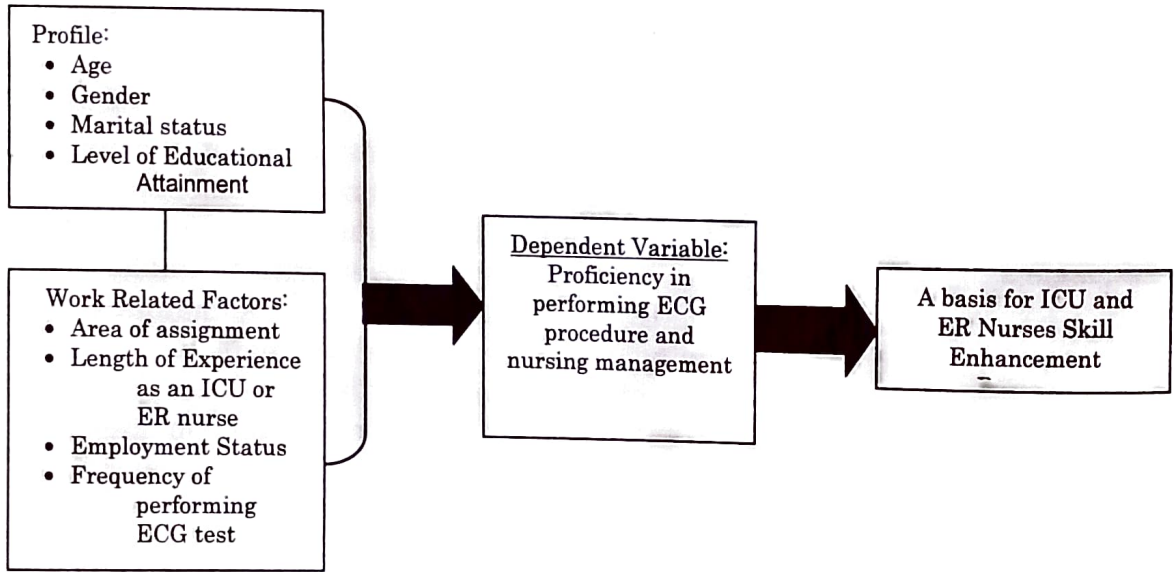 Profile:
• Age
• Gender
• Marital status
• Level of Educational
Attainment
Work Related Factors:
• Area of assignment
• Length of Experience
as an ICU or
ER nurse
• Employment Status
• Frequency of
performing
ECG test
Dependent Variable:
Proficiency in
performing ECG
procedure and
nursing management
A basis for ICU and
ER Nurses Skill
Enhancement